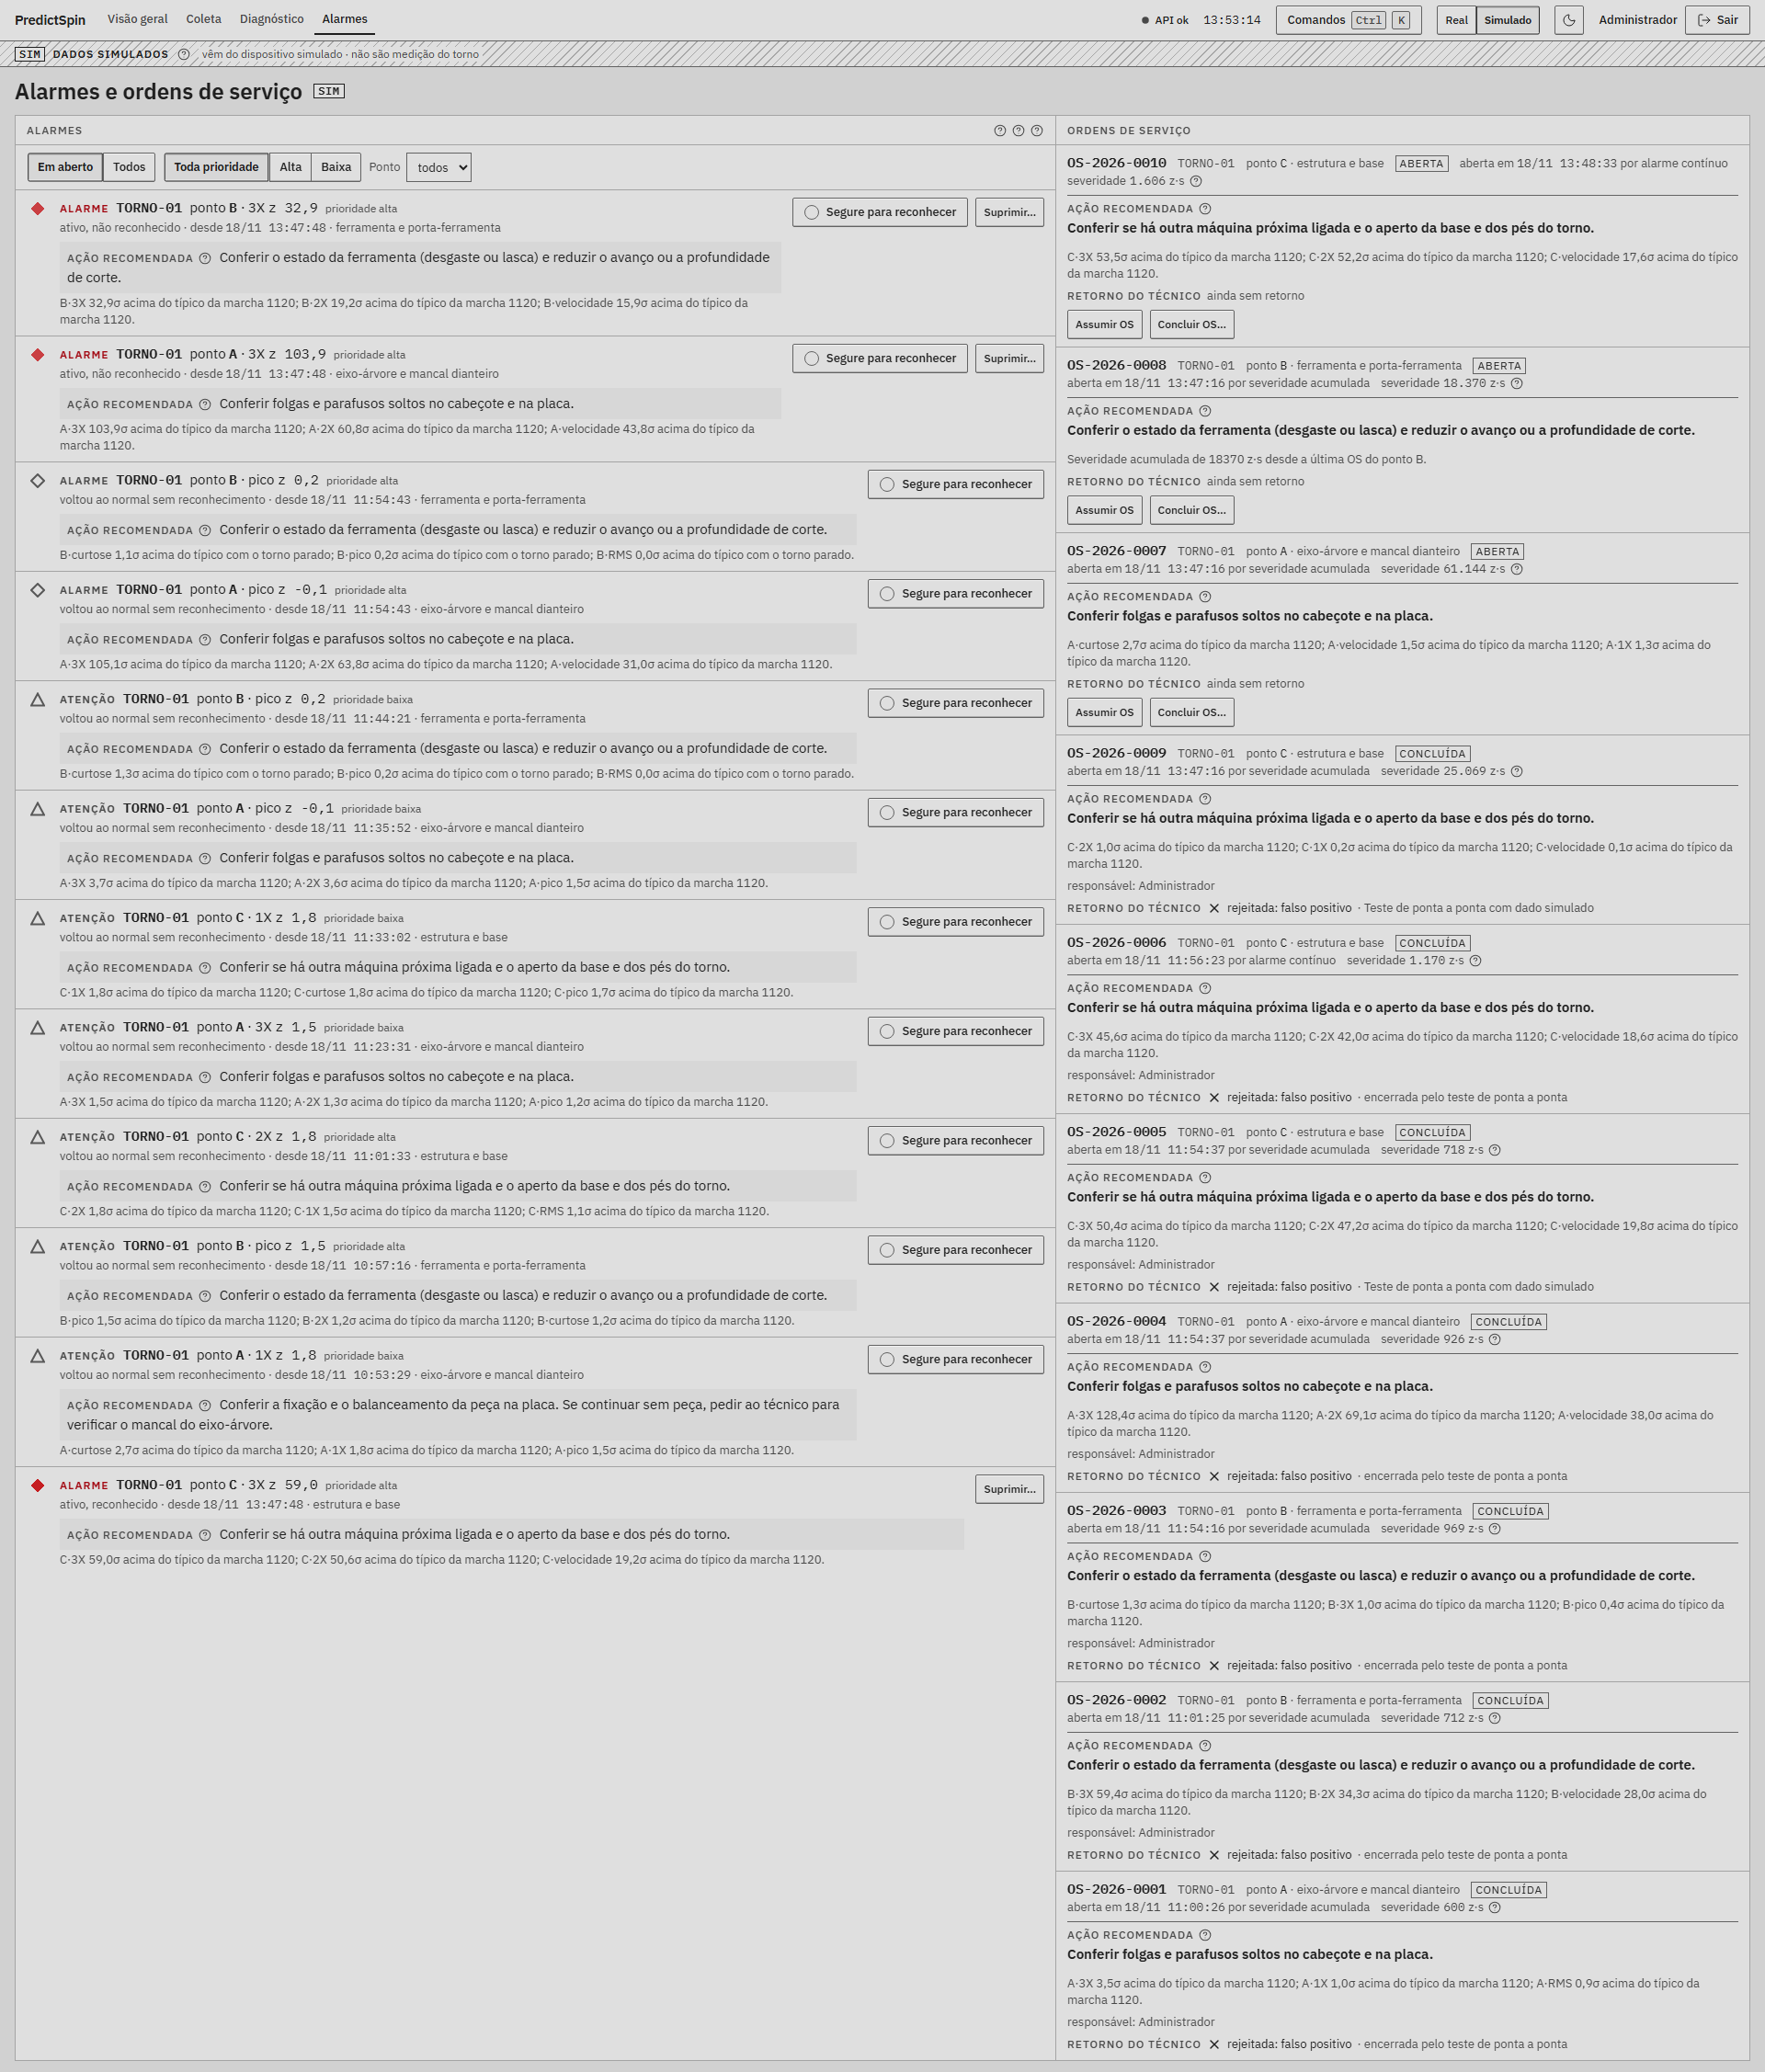 PredictSpin Visão geral Coleta Diagnóstico Alarmes API ok 13:53:14 Comandos Ctrl K Real Simulado Administrador Sair
SIM DADOS SIMULADOS vêm do dispositivo simulado · não são medição do torno
Alarmes e ordens de serviço SIM
ALARMES
Em aberto Todos Toda prioridade Alta Baixa Ponto todos
ALARME TORNO-01 ponto B · 3X z 32,9 prioridade alta Segure para reconhecer Suprimir...
ativo, não reconhecido · desde 18/11 13:47:48 · ferramenta e porta-ferramenta
AÇÃO RECOMENDADA Conferir o estado da ferramenta (desgaste ou lasca) e reduzir o avanço ou a profundidade
de corte.
B·3X 32,9σ acima do típico da marcha 1120; B·2X 19,2σ acima do típico da marcha 1120; B·velocidade 15,9σ acima do típico da
marcha 1120.
ALARME TORNO-01 ponto A · 3X z 103,9 prioridade alta Segure para reconhecer Suprimir...
ativo, não reconhecido · desde 18/11 13:47:48 · eixo-árvore e mancal dianteiro
AÇÃO RECOMENDADA Conferir folgas e parafusos soltos no cabeçote e na placa.
A·3X 103,9σ acima do típico da marcha 1120; A·2X 60,8σ acima do típico da marcha 1120; A·velocidade 43,8σ acima do típico da
marcha 1120.
ALARME TORNO-01 ponto B · pico z 0,2 prioridade alta Segure para reconhecer
voltou ao normal sem reconhecimento · desde 18/11 11:54:43 · ferramenta e porta-ferramenta
AÇÃO RECOMENDADA Conferir o estado da ferramenta (desgaste ou lasca) e reduzir o avanço ou a profundidade de corte.
B·curtose 1,1σ acima do típico com o torno parado; B·pico 0,2σ acima do típico com o torno parado; B·RMS 0,0σ acima do típico com o torno parado.
ALARME TORNO-01 ponto A · pico z -0,1 prioridade alta Segure para reconhecer
voltou ao normal sem reconhecimento · desde 18/11 11:54:43 · eixo-árvore e mancal dianteiro
AÇÃO RECOMENDADA Conferir folgas e parafusos soltos no cabeçote e na placa.
A·3X 105,1σ acima do típico da marcha 1120; A·2X 63,8σ acima do típico da marcha 1120; A·velocidade 31,0σ acima do típico da marcha 1120.
ATENÇÃO TORNO-01 ponto B · pico z 0,2 prioridade baixa Segure para reconhecer
voltou ao normal sem reconhecimento · desde 18/11 11:44:21 · ferramenta e porta-ferramenta
AÇÃO RECOMENDADA Conferir o estado da ferramenta (desgaste ou lasca) e reduzir o avanço ou a profundidade de corte.
B·curtose 1,3σ acima do típico com o torno parado; B·pico 0,2σ acima do típico com o torno parado; B·RMS 0,0σ acima do típico com o torno parado.
ATENÇÃO TORNO-01 ponto A · pico z -0,1 prioridade baixa Segure para reconhecer
voltou ao normal sem reconhecimento · desde 18/11 11:35:52 · eixo-árvore e mancal dianteiro
AÇÃO RECOMENDADA Conferir folgas e parafusos soltos no cabeçote e na placa.
A·3X 3,7σ acima do típico da marcha 1120; A·2X 3,6σ acima do típico da marcha 1120; A·pico 1,5σ acima do típico da marcha 1120.
ATENÇÃO TORNO-01 ponto C · 1X z 1,8 prioridade baixa Segure para reconhecer
voltou ao normal sem reconhecimento · desde 18/11 11:33:02 · estrutura e base
AÇÃO RECOMENDADA Conferir se há outra máquina próxima ligada e o aperto da base e dos pés do torno.
C·1X 1,8σ acima do típico da marcha 1120; C·curtose 1,8σ acima do típico da marcha 1120; C·pico 1,7σ acima do típico da marcha 1120.
ATENÇÃO TORNO-01 ponto A · 3X z 1,5 prioridade baixa Segure para reconhecer
voltou ao normal sem reconhecimento · desde 18/11 11:23:31 · eixo-árvore e mancal dianteiro
AÇÃO RECOMENDADA Conferir folgas e parafusos soltos no cabeçote e na placa.
A·3X 1,5σ acima do típico da marcha 1120; A·2X 1,3σ acima do típico da marcha 1120; A·pico 1,2σ acima do típico da marcha 1120.
ATENÇÃO TORNO-01 ponto C · 2X z 1,8 prioridade alta Segure para reconhecer
voltou ao normal sem reconhecimento · desde 18/11 11:01:33 · estrutura e base
AÇÃO RECOMENDADA Conferir se há outra máquina próxima ligada e o aperto da base e dos pés do torno.
C·2X 1,8σ acima do típico da marcha 1120; C·1X 1,5σ acima do típico da marcha 1120; C·RMS 1,1σ acima do típico da marcha 1120.
ATENÇÃO TORNO-01 ponto B · pico z 1,5 prioridade alta Segure para reconhecer
voltou ao normal sem reconhecimento · desde 18/11 10:57:16 · ferramenta e porta-ferramenta
AÇÃO RECOMENDADA Conferir o estado da ferramenta (desgaste ou lasca) e reduzir o avanço ou a profundidade de corte.
B·pico 1,5σ acima do típico da marcha 1120; B·2X 1,2σ acima do típico da marcha 1120; B·curtose 1,2σ acima do típico da marcha 1120.
ATENÇÃO TORNO-01 ponto A · 1X z 1,8 prioridade baixa Segure para reconhecer
voltou ao normal sem reconhecimento · desde 18/11 10:53:29 · eixo-árvore e mancal dianteiro
AÇÃO RECOMENDADA Conferir a fixação e o balanceamento da peça na placa. Se continuar sem peça, pedir ao técnico para
verificar o mancal do eixo-árvore.
A·curtose 2,7σ acima do típico da marcha 1120; A·1X 1,8σ acima do típico da marcha 1120; A·pico 1,5σ acima do típico da marcha 1120.
ALARME TORNO-01 ponto C · 3X z 59,0 prioridade alta Suprimir...
ativo, reconhecido · desde 18/11 13:47:48 · estrutura e base
AÇÃO RECOMENDADA Conferir se há outra máquina próxima ligada e o aperto da base e dos pés do torno.
C·3X 59,0σ acima do típico da marcha 1120; C·2X 50,6σ acima do típico da marcha 1120; C·velocidade 19,2σ acima do típico da marcha 1120.
ORDENS DE SERVIÇO
OS-2026-0010 TORNO-01 ponto C · estrutura e base ABERTA aberta em 18/11 13:48:33 por alarme contínuo
severidade 1.606 z·s
AÇÃO RECOMENDADA
Conferir se há outra máquina próxima ligada e o aperto da base e dos pés do torno.
C·3X 53,5σ acima do típico da marcha 1120; C·2X 52,2σ acima do típico da marcha 1120; C·velocidade 17,6σ acima do típico
da marcha 1120.
RETORNO DO TÉCNICO ainda sem retorno
Assumir OS Concluir OS...
OS-2026-0008 TORNO-01 ponto B · ferramenta e porta-ferramenta ABERTA
aberta em 18/11 13:47:16 por severidade acumulada severidade 18.370 z·s
AÇÃO RECOMENDADA
Conferir o estado da ferramenta (desgaste ou lasca) e reduzir o avanço ou a profundidade de corte.
Severidade acumulada de 18370 z·s desde a última OS do ponto B.
RETORNO DO TÉCNICO ainda sem retorno
Assumir OS Concluir OS...
OS-2026-0007 TORNO-01 ponto A · eixo-árvore e mancal dianteiro ABERTA
aberta em 18/11 13:47:16 por severidade acumulada severidade 61.144 z·s
AÇÃO RECOMENDADA
Conferir folgas e parafusos soltos no cabeçote e na placa.
A·curtose 2,7σ acima do típico da marcha 1120; A·velocidade 1,5σ acima do típico da marcha 1120; A·1X 1,3σ acima do
típico da marcha 1120.
RETORNO DO TÉCNICO ainda sem retorno
Assumir OS Concluir OS...
OS-2026-0009 TORNO-01 ponto C · estrutura e base CONCLUÍDA
aberta em 18/11 13:47:16 por severidade acumulada severidade 25.069 z·s
AÇÃO RECOMENDADA
Conferir se há outra máquina próxima ligada e o aperto da base e dos pés do torno.
C·2X 1,0σ acima do típico da marcha 1120; C·1X 0,2σ acima do típico da marcha 1120; C·velocidade 0,1σ acima do típico da
marcha 1120.
responsável: Administrador
RETORNO DO TÉCNICO rejeitada: falso positivo · Teste de ponta a ponta com dado simulado
OS-2026-0006 TORNO-01 ponto C · estrutura e base CONCLUÍDA
aberta em 18/11 11:56:23 por alarme contínuo severidade 1.170 z·s
AÇÃO RECOMENDADA
Conferir se há outra máquina próxima ligada e o aperto da base e dos pés do torno.
C·3X 45,6σ acima do típico da marcha 1120; C·2X 42,0σ acima do típico da marcha 1120; C·velocidade 18,6σ acima do típico
da marcha 1120.
responsável: Administrador
RETORNO DO TÉCNICO rejeitada: falso positivo · encerrada pelo teste de ponta a ponta
OS-2026-0005 TORNO-01 ponto C · estrutura e base CONCLUÍDA
aberta em 18/11 11:54:37 por severidade acumulada severidade 718 z·s
AÇÃO RECOMENDADA
Conferir se há outra máquina próxima ligada e o aperto da base e dos pés do torno.
C·3X 50,4σ acima do típico da marcha 1120; C·2X 47,2σ acima do típico da marcha 1120; C·velocidade 19,8σ acima do típico
da marcha 1120.
responsável: Administrador
RETORNO DO TÉCNICO rejeitada: falso positivo · Teste de ponta a ponta com dado simulado
OS-2026-0004 TORNO-01 ponto A · eixo-árvore e mancal dianteiro CONCLUÍDA
aberta em 18/11 11:54:37 por severidade acumulada severidade 926 z·s
AÇÃO RECOMENDADA
Conferir folgas e parafusos soltos no cabeçote e na placa.
A·3X 128,4σ acima do típico da marcha 1120; A·2X 69,1σ acima do típico da marcha 1120; A·velocidade 38,0σ acima do
típico da marcha 1120.
responsável: Administrador
RETORNO DO TÉCNICO rejeitada: falso positivo · encerrada pelo teste de ponta a ponta
OS-2026-0003 TORNO-01 ponto B · ferramenta e porta-ferramenta CONCLUÍDA
aberta em 18/11 11:54:16 por severidade acumulada severidade 969 z·s
AÇÃO RECOMENDADA
Conferir o estado da ferramenta (desgaste ou lasca) e reduzir o avanço ou a profundidade de corte.
B·curtose 1,3σ acima do típico da marcha 1120; B·3X 1,0σ acima do típico da marcha 1120; B·pico 0,4σ acima do típico da
marcha 1120.
responsável: Administrador
RETORNO DO TÉCNICO rejeitada: falso positivo · encerrada pelo teste de ponta a ponta
OS-2026-0002 TORNO-01 ponto B · ferramenta e porta-ferramenta CONCLUÍDA
aberta em 18/11 11:01:25 por severidade acumulada severidade 712 z·s
AÇÃO RECOMENDADA
Conferir o estado da ferramenta (desgaste ou lasca) e reduzir o avanço ou a profundidade de corte.
B·3X 59,4σ acima do típico da marcha 1120; B·2X 34,3σ acima do típico da marcha 1120; B·velocidade 28,0σ acima do
típico da marcha 1120.
responsável: Administrador
RETORNO DO TÉCNICO rejeitada: falso positivo · encerrada pelo teste de ponta a ponta
OS-2026-0001 TORNO-01 ponto A · eixo-árvore e mancal dianteiro CONCLUÍDA
aberta em 18/11 11:00:26 por severidade acumulada severidade 600 z·s
AÇÃO RECOMENDADA
Conferir folgas e parafusos soltos no cabeçote e na placa.
A·3X 3,5σ acima do típico da marcha 1120; A·1X 1,0σ acima do típico da marcha 1120; A·RMS 0,9σ acima do típico da
marcha 1120.
responsável: Administrador
RETORNO DO TÉCNICO rejeitada: falso positivo · encerrada pelo teste de ponta a ponta